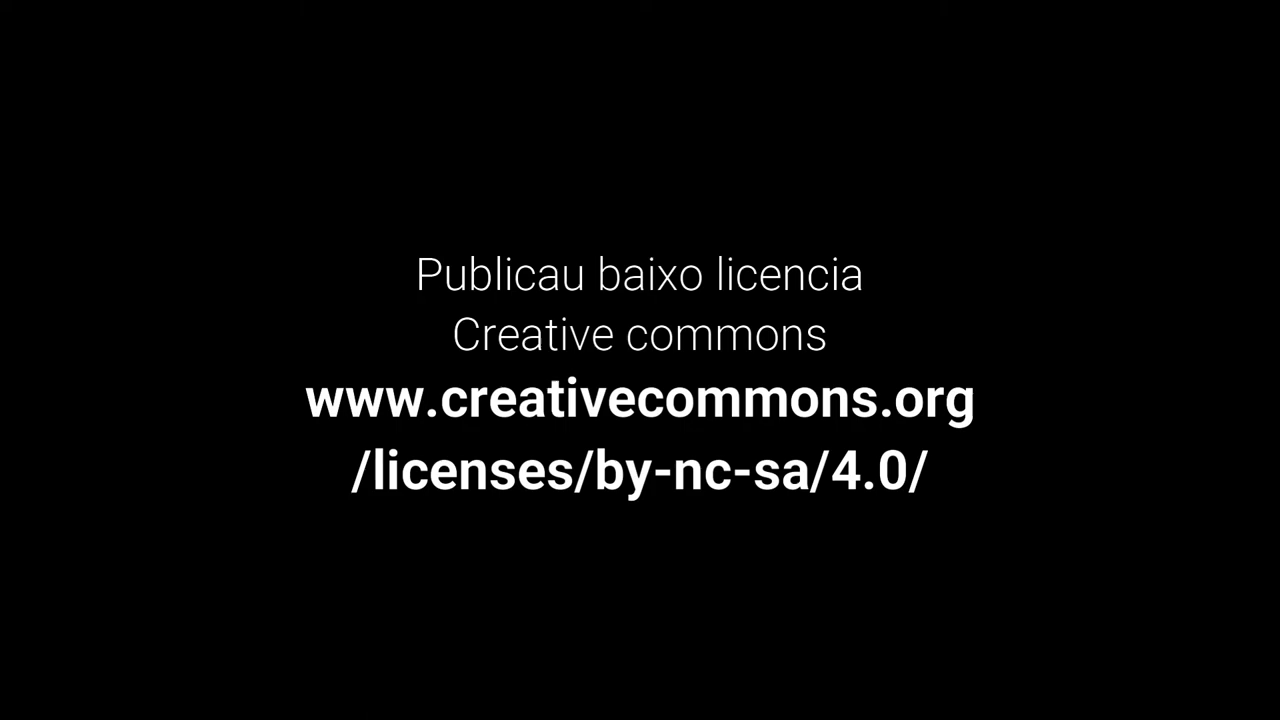 Publicau baixo licencia
Creative commons
www.creativecommons.org
/licenses/by-nc-sa/4.0/